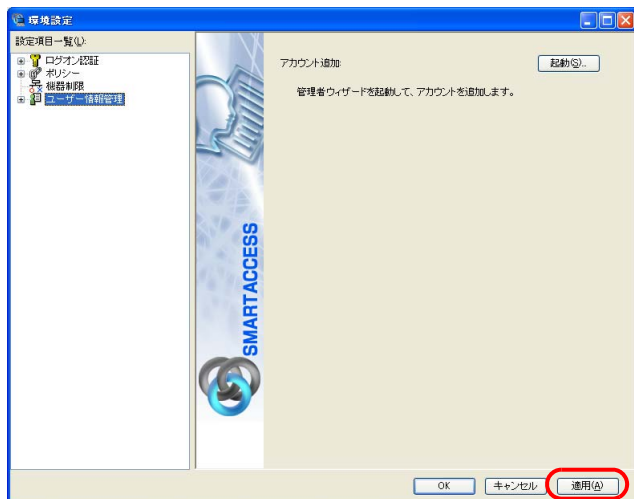 環境設定
設定項目一覧(L):
ログオン認証
ポリシー
機器制限
ユーザー情報管理
アカウント追加:
起動(S)...
管理者ウィザードを起動して、アカウントを追加します。
SMARTACCESS
OK
キャンセル
適用(A)